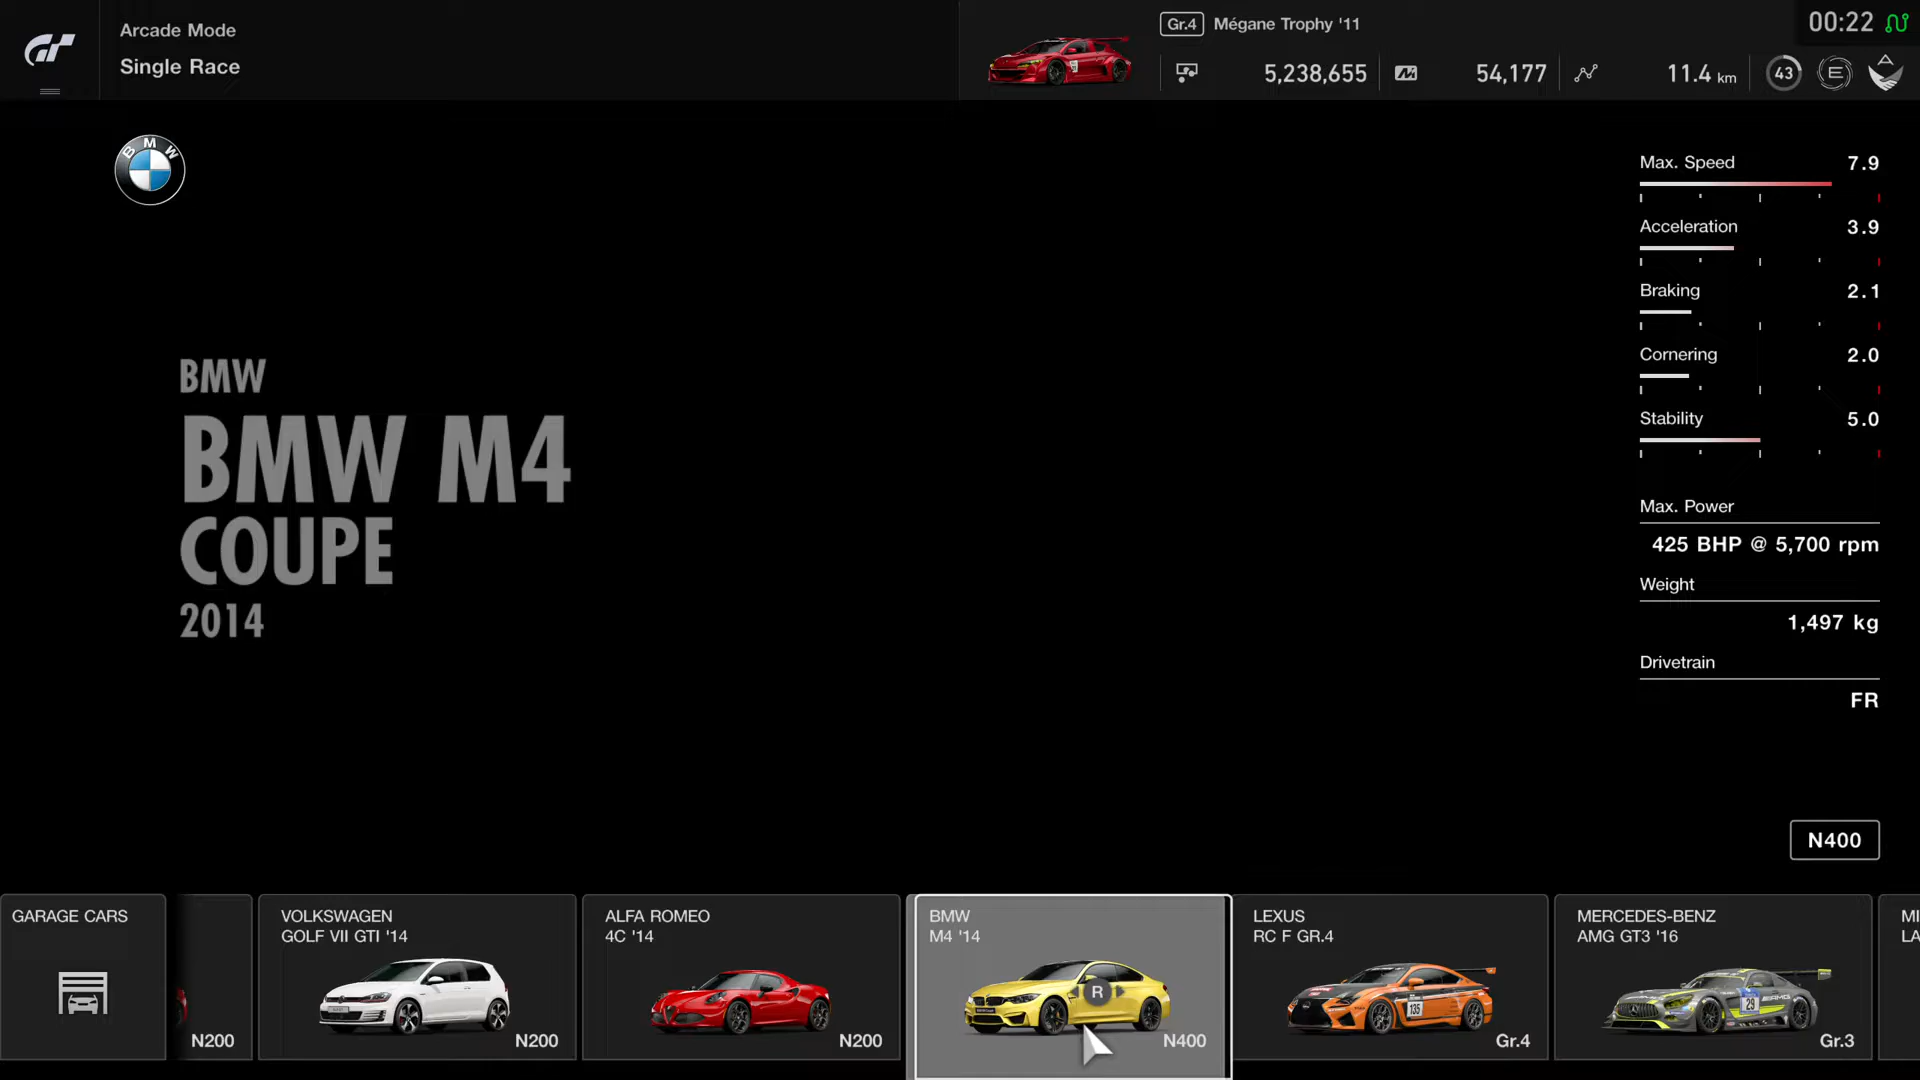 Arcade Mode
Single Race
Gr.4 Mégane Trophy '11
5,238,655
54,177
11.4 km
43
E
00:22
BMW
BMW
BMW M4
COUPE
2014
Max. Speed 7.9
Acceleration 3.9
Braking 2.1
Cornering 2.0
Stability 5.0
Max. Power
425 BHP @ 5,700 rpm
Weight
1,497 kg
Drivetrain
FR
N400
GARAGE CARS
N200
VOLKSWAGEN
GOLF VII GTI '14
N200
ALFA ROMEO
4C '14
N200
BMW
M4 '14
R
N400
LEXUS
RC F GR.4
135
Gr.4
MERCEDES-BENZ
AMG GT3 '16
29
Gr.3
MI
LA